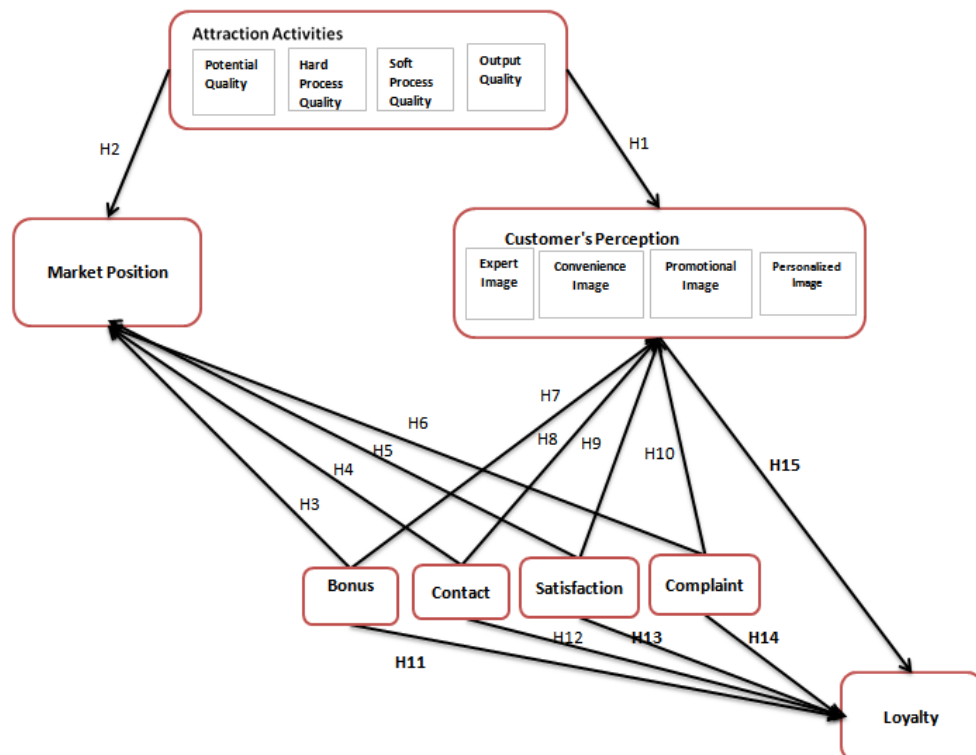 Attraction Activities
Potential
Quality
Hard
Process
Quality
Soft
Process
Quality
Output
Quality
H2
H1
Market Position
Customer's Perception
Expert
Image
Convenience
Image
Promotional
Image
Personalized
Image
H7
H6
H8
H9
H5
H10
H4
H15
H3
Bonus
Contact
Satisfaction
Complaint
H12
H13
H14
H11
Loyalty